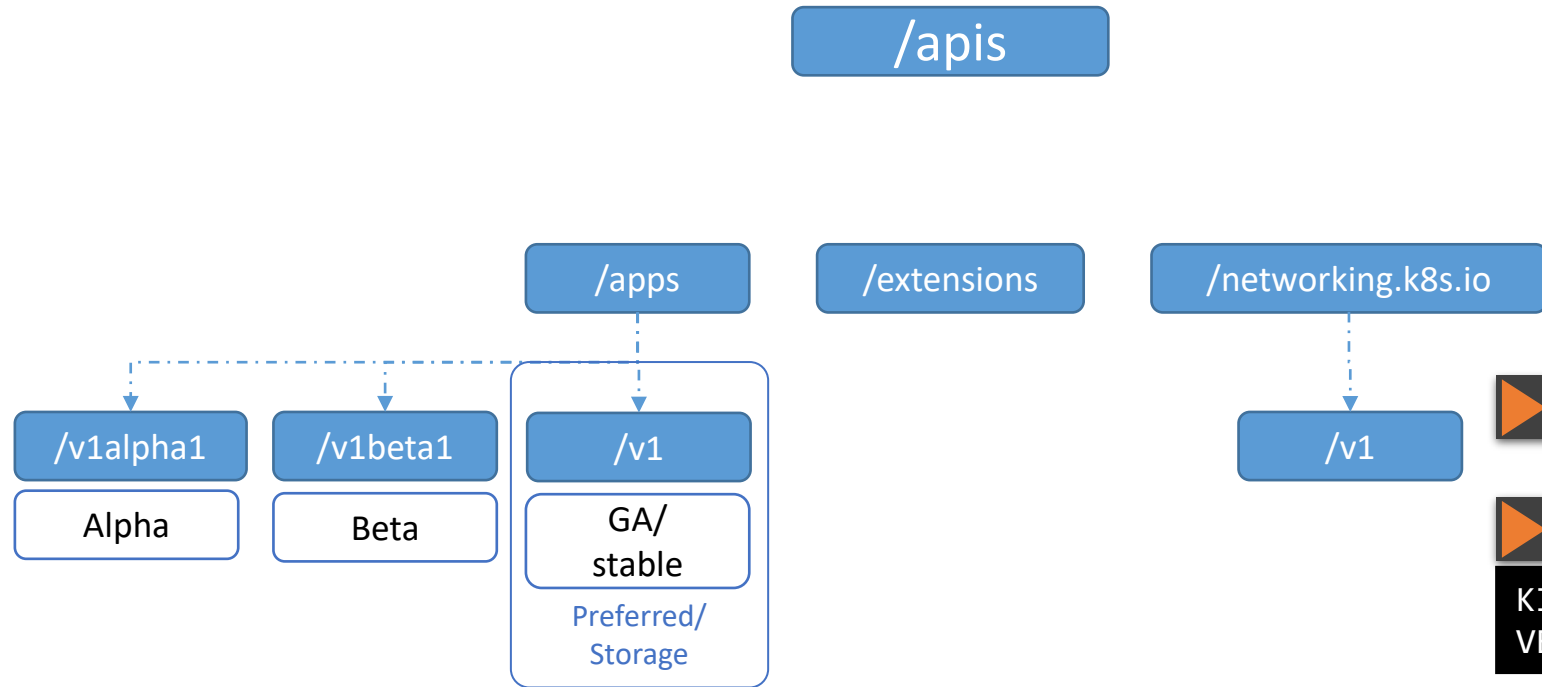 /apis
/apps
/extensions
/networking.k8s.io
/v1alpha1
/v1beta1
/v1
/v1
Alpha
Beta
GA/
stable
Preferred/
Storage